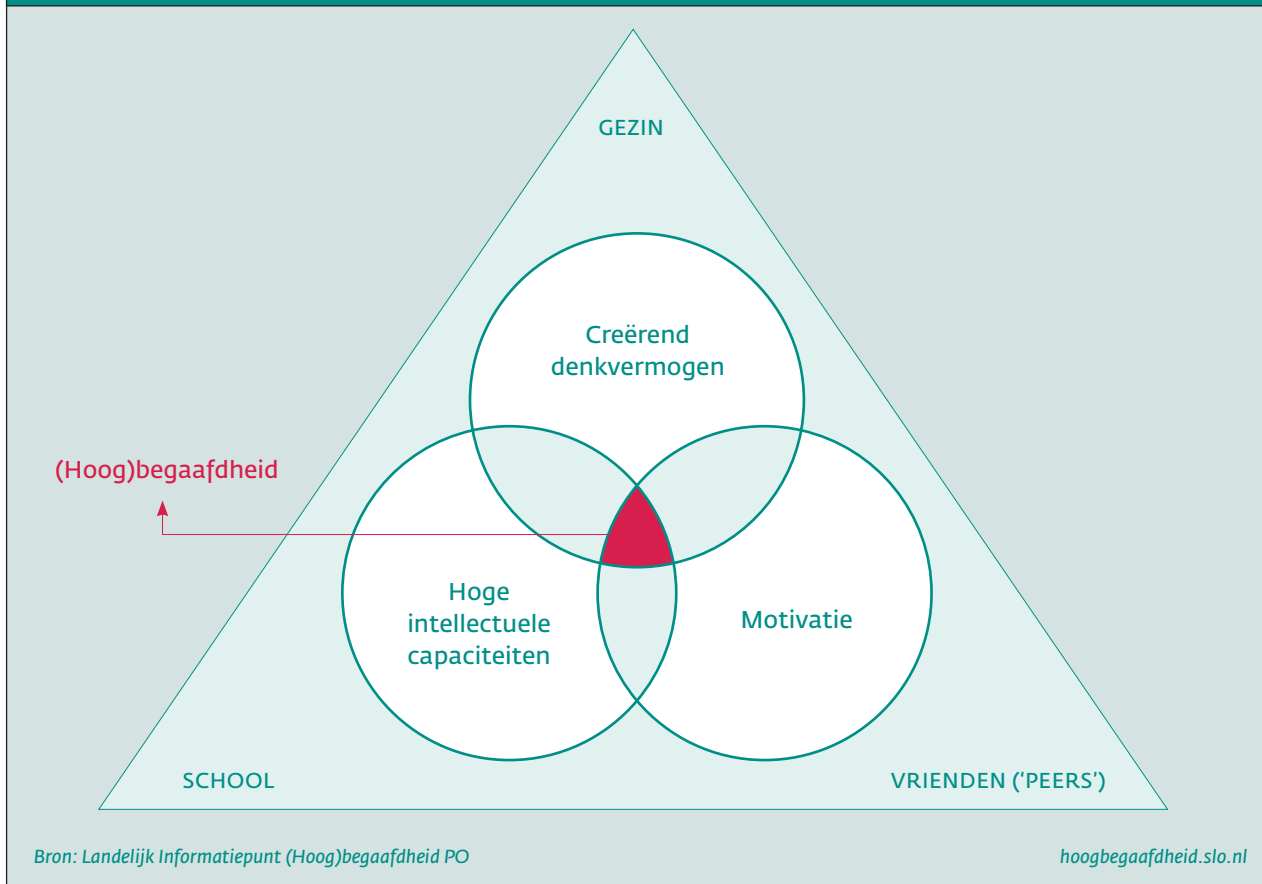 GEZIN
Creërend
denkvermogen
(Hoog)begaafdheid
Hoge
intellectuele
capaciteiten
Motivatie
SCHOOL
VRIENDEN (‘PEERS’)
Bron: Landelijk Informatiepunt (Hoog)begaafdheid PO
hoogbegaafdheid.slo.nl